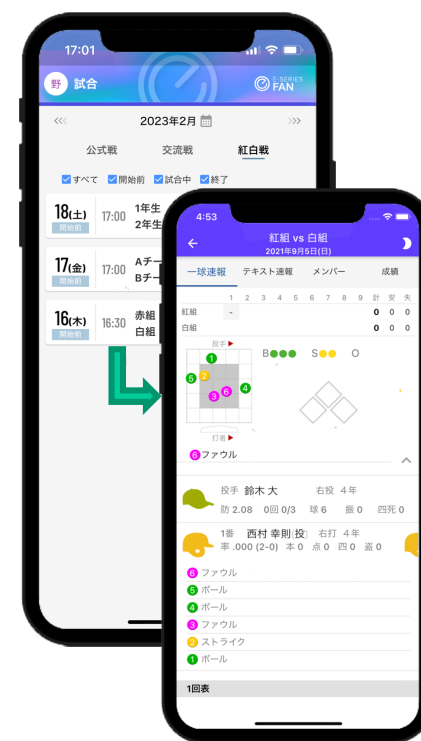 17:01
野 試合
E-SERIES
FAN
<<< 2023年2月 >>>
公式戦 交流戦 紅白戦
すべて 開始前 試合中 終了
18(土) 17:00 1年生
開始前 2年生
17(金) 17:00 Aチー
開始前 Bチー
16(木) 16:30 赤組
開始前 白組
4:53
紅組 vs 白組
2021年9月5日(日)
一球速報 テキスト速報 メンバー 成績
1 2 3 4 5 6 7 8 9 計 安 失
紅組 - 0 0 0
白組 0 0 0
投手
B S O
1
2
5
6
4
3
打者
6 ファウル
投手 鈴木 大 右投 4年
防 2.08 0回 0/3 球 6 振 0 四死 0
1番 西村 幸則(投) 右打 4年
率 .000 (2-0) 本 0 点 0 四 0 盗 0
6 ファウル
5 ボール
4 ボール
3 ファウル
2 ストライク
1 ボール
1回表